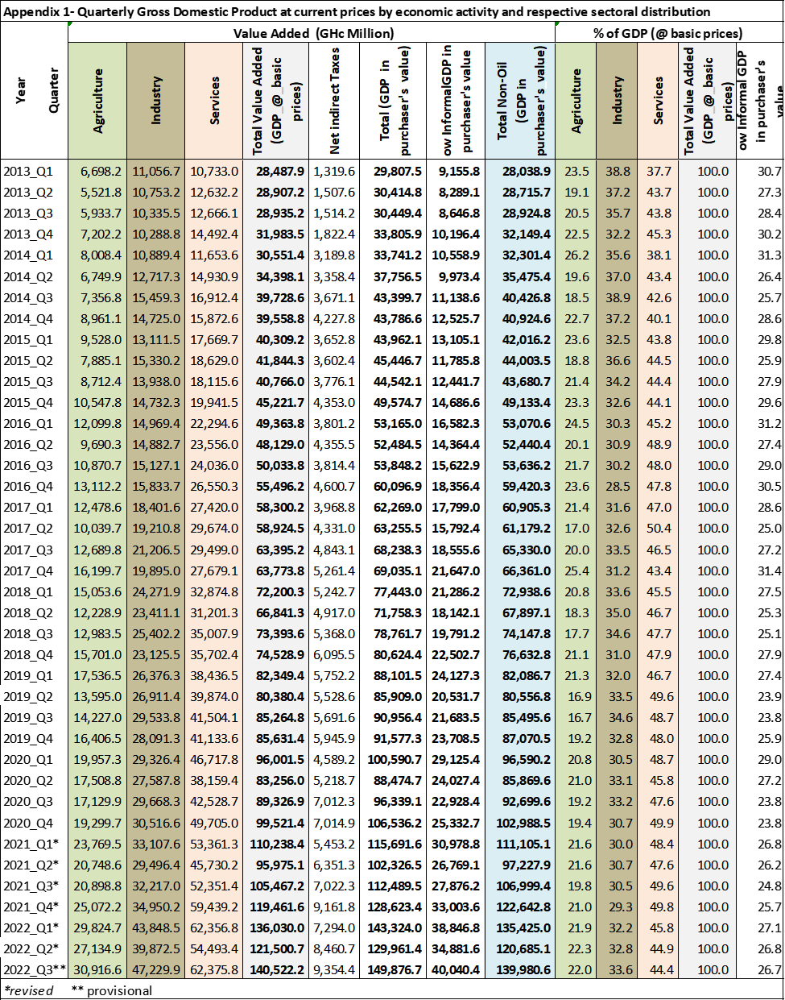 Appendix 1- Quarterly Gross Domestic Product at current prices by economic activity and respective sectoral distribution
Value Added (GHc Million) % of GDP (@ basic prices)
Year Quarter Agriculture Industry Services Total Value Added (GDP_@_basic prices) Net indirect Taxes Total (GDP in purchaser's value) ow InformalGDP in purchaser's value Total Non-Oil (GDP in purchaser's value) Agriculture Industry Services Total Value Added (GDP_@_basic prices) ow Informal GDP in purchaser's value
2013_Q1 6,698.2 11,056.7 10,733.0 28,487.9 1,319.6 29,807.5 9,155.8 28,038.9 23.5 38.8 37.7 100.0 30.7
2013_Q2 5,521.8 10,753.2 12,632.2 28,907.2 1,507.6 30,414.8 8,289.1 28,715.7 19.1 37.2 43.7 100.0 27.3
2013_Q3 5,933.7 10,335.5 12,666.1 28,935.2 1,514.2 30,449.4 8,646.8 28,924.8 20.5 35.7 43.8 100.0 28.4
2013_Q4 7,202.2 10,288.8 14,492.4 31,983.5 1,822.4 33,805.9 10,196.4 32,149.4 22.5 32.2 45.3 100.0 30.2
2014_Q1 8,008.4 10,889.4 11,653.6 30,551.4 3,189.8 33,741.2 10,558.9 32,301.4 26.2 35.6 38.1 100.0 31.3
2014_Q2 6,749.9 12,717.3 14,930.9 34,398.1 3,358.4 37,756.5 9,973.4 35,475.4 19.6 37.0 43.4 100.0 26.4
2014_Q3 7,356.8 15,459.3 16,912.4 39,728.6 3,671.1 43,399.7 11,138.6 40,426.8 18.5 38.9 42.6 100.0 25.7
2014_Q4 8,961.1 14,725.0 15,872.6 39,558.8 4,227.8 43,786.6 12,525.7 40,924.6 22.7 37.2 40.1 100.0 28.6
2015_Q1 9,528.0 13,111.5 17,669.7 40,309.2 3,652.8 43,962.1 13,105.1 42,016.2 23.6 32.5 43.8 100.0 29.8
2015_Q2 7,885.1 15,330.2 18,629.0 41,844.3 3,602.4 45,446.7 11,785.8 44,003.5 18.8 36.6 44.5 100.0 25.9
2015_Q3 8,712.4 13,938.0 18,115.6 40,766.0 3,776.1 44,542.1 12,441.7 43,680.7 21.4 34.2 44.4 100.0 27.9
2015_Q4 10,547.8 14,732.3 19,941.5 45,221.7 4,353.0 49,574.7 14,686.6 49,133.4 23.3 32.6 44.1 100.0 29.6
2016_Q1 12,099.8 14,969.4 22,294.6 49,363.8 3,801.2 53,165.0 16,582.3 53,070.6 24.5 30.3 45.2 100.0 31.2
2016_Q2 9,690.3 14,882.7 23,556.0 48,129.0 4,355.5 52,484.5 14,364.4 52,440.4 20.1 30.9 48.9 100.0 27.4
2016_Q3 10,870.7 15,127.1 24,036.0 50,033.8 3,814.4 53,848.2 15,622.9 53,636.2 21.7 30.2 48.0 100.0 29.0
2016_Q4 13,112.2 15,833.7 26,550.3 55,496.2 4,600.7 60,096.9 18,356.4 59,420.3 23.6 28.5 47.8 100.0 30.5
2017_Q1 12,478.6 18,401.6 27,420.0 58,300.2 3,968.8 62,269.0 17,799.0 60,905.3 21.4 31.6 47.0 100.0 28.6
2017_Q2 10,039.7 19,210.8 29,674.0 58,924.5 4,331.0 63,255.5 15,792.4 61,179.2 17.0 32.6 50.4 100.0 25.0
2017_Q3 12,689.8 21,206.5 29,499.0 63,395.2 4,843.1 68,238.3 18,555.6 65,330.0 20.0 33.5 46.5 100.0 27.2
2017_Q4 16,199.7 19,895.0 27,679.1 63,773.8 5,261.4 69,035.1 21,647.0 66,361.0 25.4 31.2 43.4 100.0 31.4
2018_Q1 15,053.6 24,271.9 32,874.8 72,200.3 5,242.7 77,443.0 21,286.2 72,938.6 20.8 33.6 45.5 100.0 27.5
2018_Q2 12,228.9 23,411.1 31,201.3 66,841.3 4,917.0 71,758.3 18,142.1 67,897.1 18.3 35.0 46.7 100.0 25.3
2018_Q3 12,983.5 25,402.2 35,007.9 73,393.6 5,368.0 78,761.7 19,791.2 74,147.8 17.7 34.6 47.7 100.0 25.1
2018_Q4 15,701.0 23,125.5 35,702.4 74,528.9 6,095.5 80,624.4 22,502.7 76,632.8 21.1 31.0 47.9 100.0 27.9
2019_Q1 17,536.5 26,376.3 38,436.5 82,349.4 5,752.2 88,101.5 24,127.3 82,086.7 21.3 32.0 46.7 100.0 27.4
2019_Q2 13,595.0 26,911.4 39,874.0 80,380.4 5,528.6 85,909.0 20,531.7 80,556.8 16.9 33.5 49.6 100.0 23.9
2019_Q3 14,227.0 29,533.8 41,504.1 85,264.8 5,691.6 90,956.4 21,683.5 85,495.6 16.7 34.6 48.7 100.0 23.8
2019_Q4 16,406.5 28,091.3 41,133.6 85,631.4 5,945.9 91,577.3 23,708.5 87,070.5 19.2 32.8 48.0 100.0 25.9
2020_Q1 19,957.3 29,326.4 46,717.8 96,001.5 4,589.2 100,590.7 29,125.4 96,590.2 20.8 30.5 48.7 100.0 29.0
2020_Q2 17,508.8 27,587.8 38,159.4 83,256.0 5,218.7 88,474.7 24,027.4 85,869.6 21.0 33.1 45.8 100.0 27.2
2020_Q3 17,129.9 29,668.3 42,528.7 89,326.9 7,012.3 96,339.1 22,928.4 92,699.6 19.2 33.2 47.6 100.0 23.8
2020_Q4 19,299.7 30,516.6 49,705.0 99,521.4 7,014.9 106,536.2 25,332.7 102,988.5 19.4 30.7 49.9 100.0 23.8
2021_Q1* 23,769.5 33,107.6 53,361.3 110,238.4 5,453.2 115,691.6 30,978.8 111,105.1 21.6 30.0 48.4 100.0 26.8
2021_Q2* 20,748.6 29,496.4 45,730.2 95,975.1 6,351.3 102,326.5 26,769.1 97,227.9 21.6 30.7 47.6 100.0 26.2
2021_Q3* 20,898.8 32,217.0 52,351.4 105,467.2 7,022.3 112,489.5 27,876.2 106,999.4 19.8 30.5 49.6 100.0 24.8
2021_Q4* 25,072.2 34,950.2 59,439.2 119,461.6 9,161.8 128,623.4 33,003.6 122,642.8 21.0 29.3 49.8 100.0 25.7
2022_Q1* 29,824.7 43,848.5 62,356.8 136,030.0 7,294.0 143,324.0 38,846.8 135,425.0 21.9 32.2 45.8 100.0 27.1
2022_Q2* 27,134.9 39,872.5 54,493.4 121,500.7 8,460.7 129,961.4 34,881.6 120,685.1 22.3 32.8 44.9 100.0 26.8
2022_Q3** 30,916.6 47,229.9 62,375.8 140,522.2 9,354.4 149,876.7 40,040.4 139,980.6 22.0 33.6 44.4 100.0 26.7
*revised ** provisional